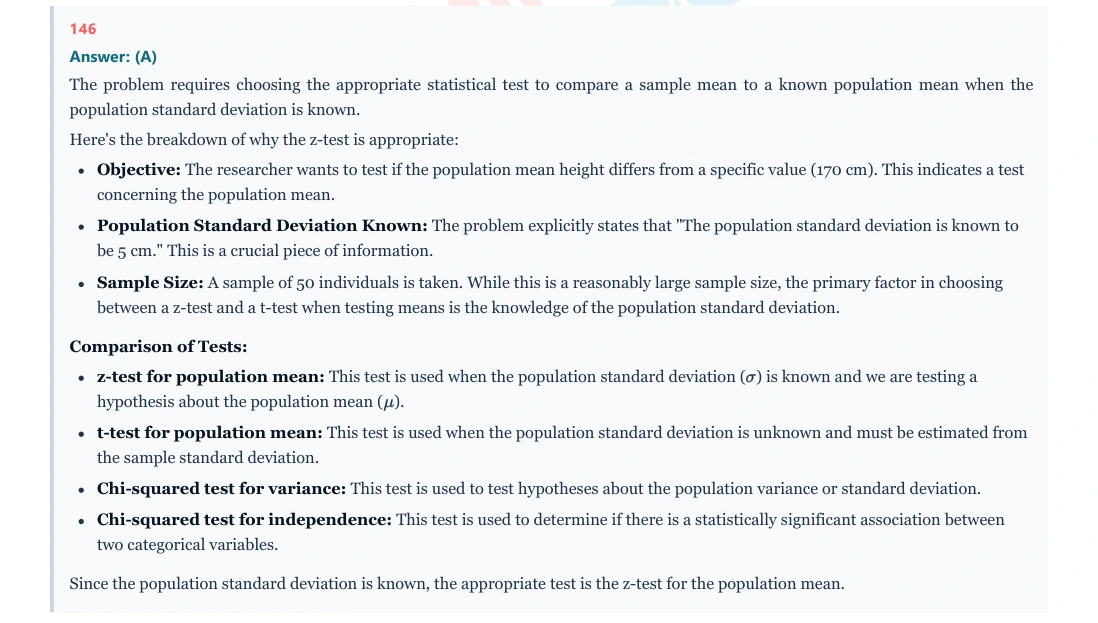 146
Answer: (A)
The problem requires choosing the appropriate statistical test to compare a sample mean to a known population mean when the
population standard deviation is known.
Here's the breakdown of why the z-test is appropriate:
• Objective: The researcher wants to test if the population mean height differs from a specific value (170 cm). This indicates a test
concerning the population mean.
• Population Standard Deviation Known: The problem explicitly states that "The population standard deviation is known to
be 5 cm." This is a crucial piece of information.
• Sample Size: A sample of 50 individuals is taken. While this is a reasonably large sample size, the primary factor in choosing
between a z-test and a t-test when testing means is the knowledge of the population standard deviation.
Comparison of Tests:
• z-test for population mean: This test is used when the population standard deviation (σ) is known and we are testing a
hypothesis about the population mean (μ).
• t-test for population mean: This test is used when the population standard deviation is unknown and must be estimated from
the sample standard deviation.
• Chi-squared test for variance: This test is used to test hypotheses about the population variance or standard deviation.
• Chi-squared test for independence: This test is used to determine if there is a statistically significant association between
two categorical variables.
Since the population standard deviation is known, the appropriate test is the z-test for the population mean.